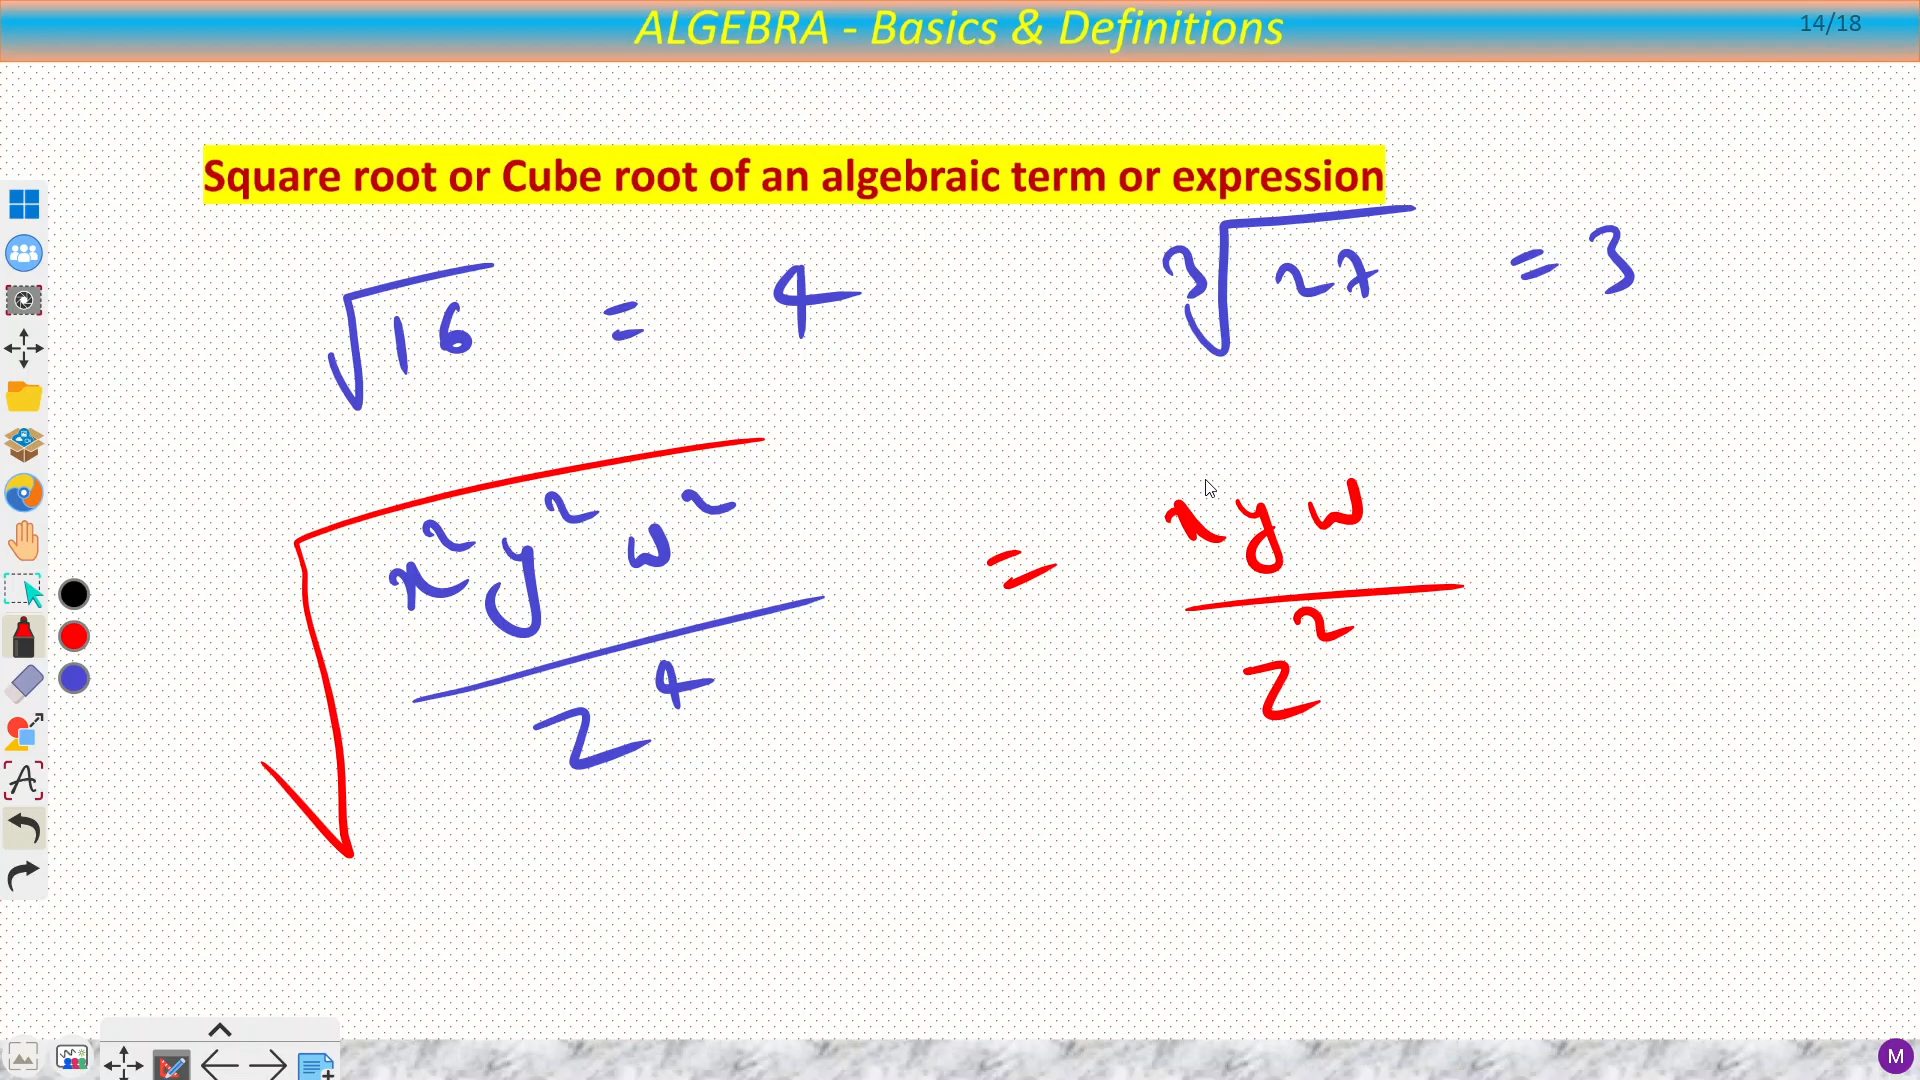 ALGEBRA - Basics & Definitions
14/18
Square root or Cube root of an algebraic term or expression
√16 = 4
∛27 = 3
√(x²y²w² / z⁴) = xyw / z²
A
M